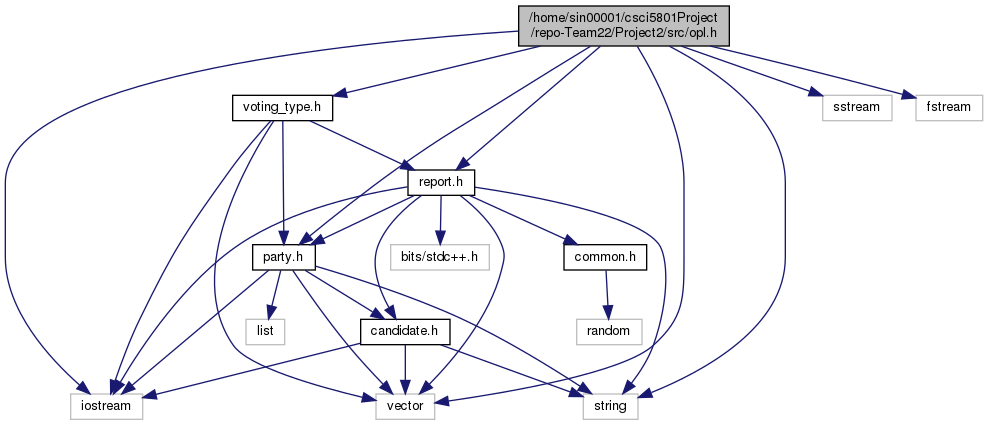 /home/sin00001/csci5801Project
/repo-Team22/Project2/src/opl.h
voting_type.h
sstream
fstream
report.h
party.h
bits/stdc++.h
common.h
list
candidate.h
random
iostream
vector
string